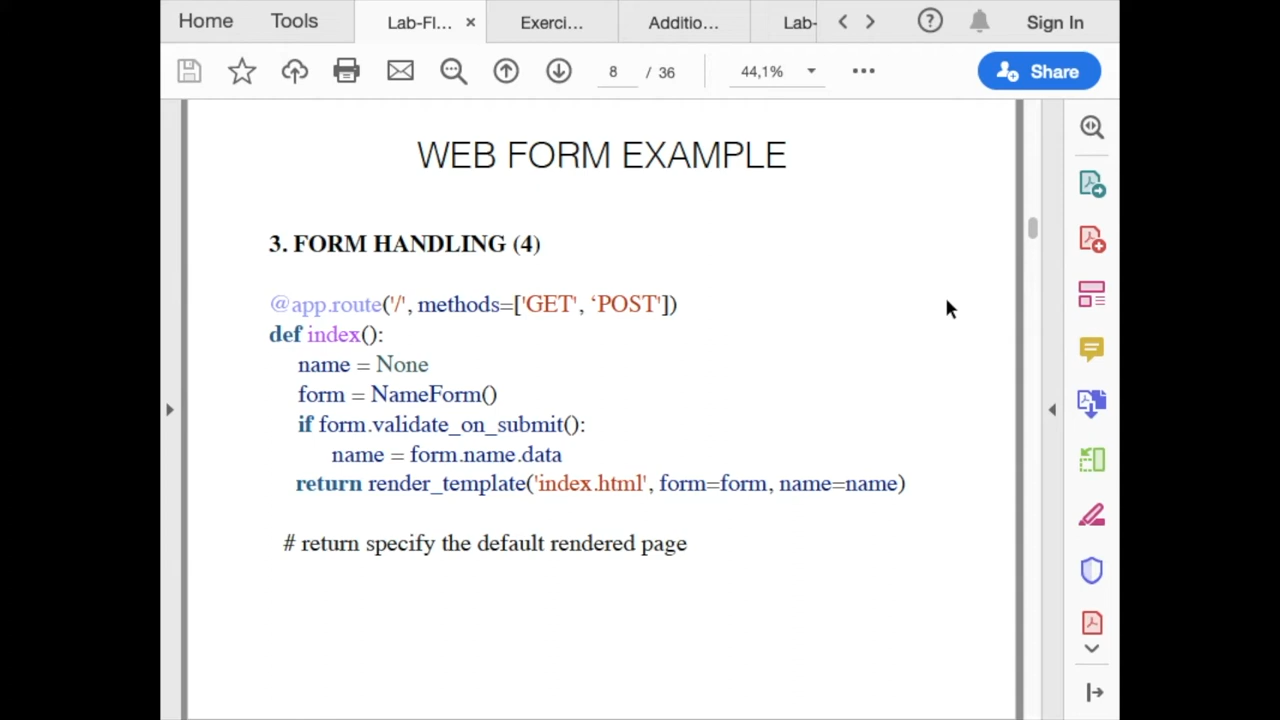 Home Tools Lab-Fl... × Exerci... Additio... Lab- Sign In
8 / 36 44,1% Share
WEB FORM EXAMPLE
3. FORM HANDLING (4)
@app.route('/', methods=['GET', ‘POST'])
def index():
name = None
form = NameForm()
if form.validate_on_submit():
name = form.name.data
return render_template('index.html', form=form, name=name)
# return specify the default rendered page